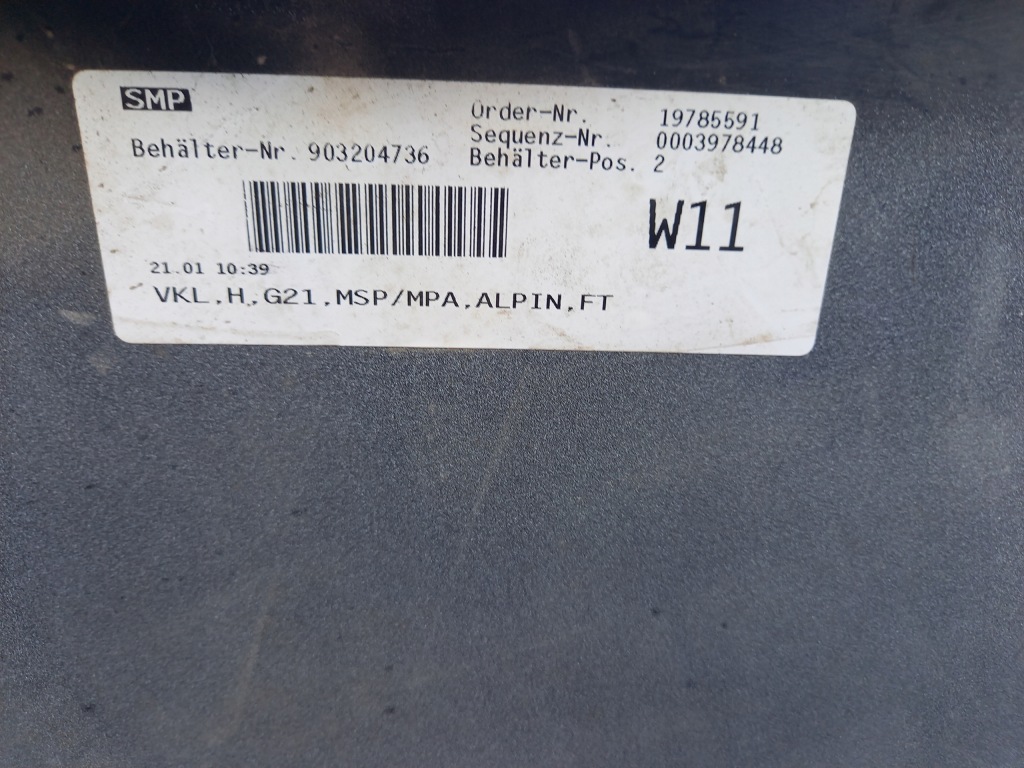 SMP
Order-Nr. 19785591
Sequenz-Nr. 0003978448
Behälter-Nr. 903204736 Behälter-Pos. 2
W11
21.01 10:39
VKL,H,G21,MSP/MPA,ALPIN,FT